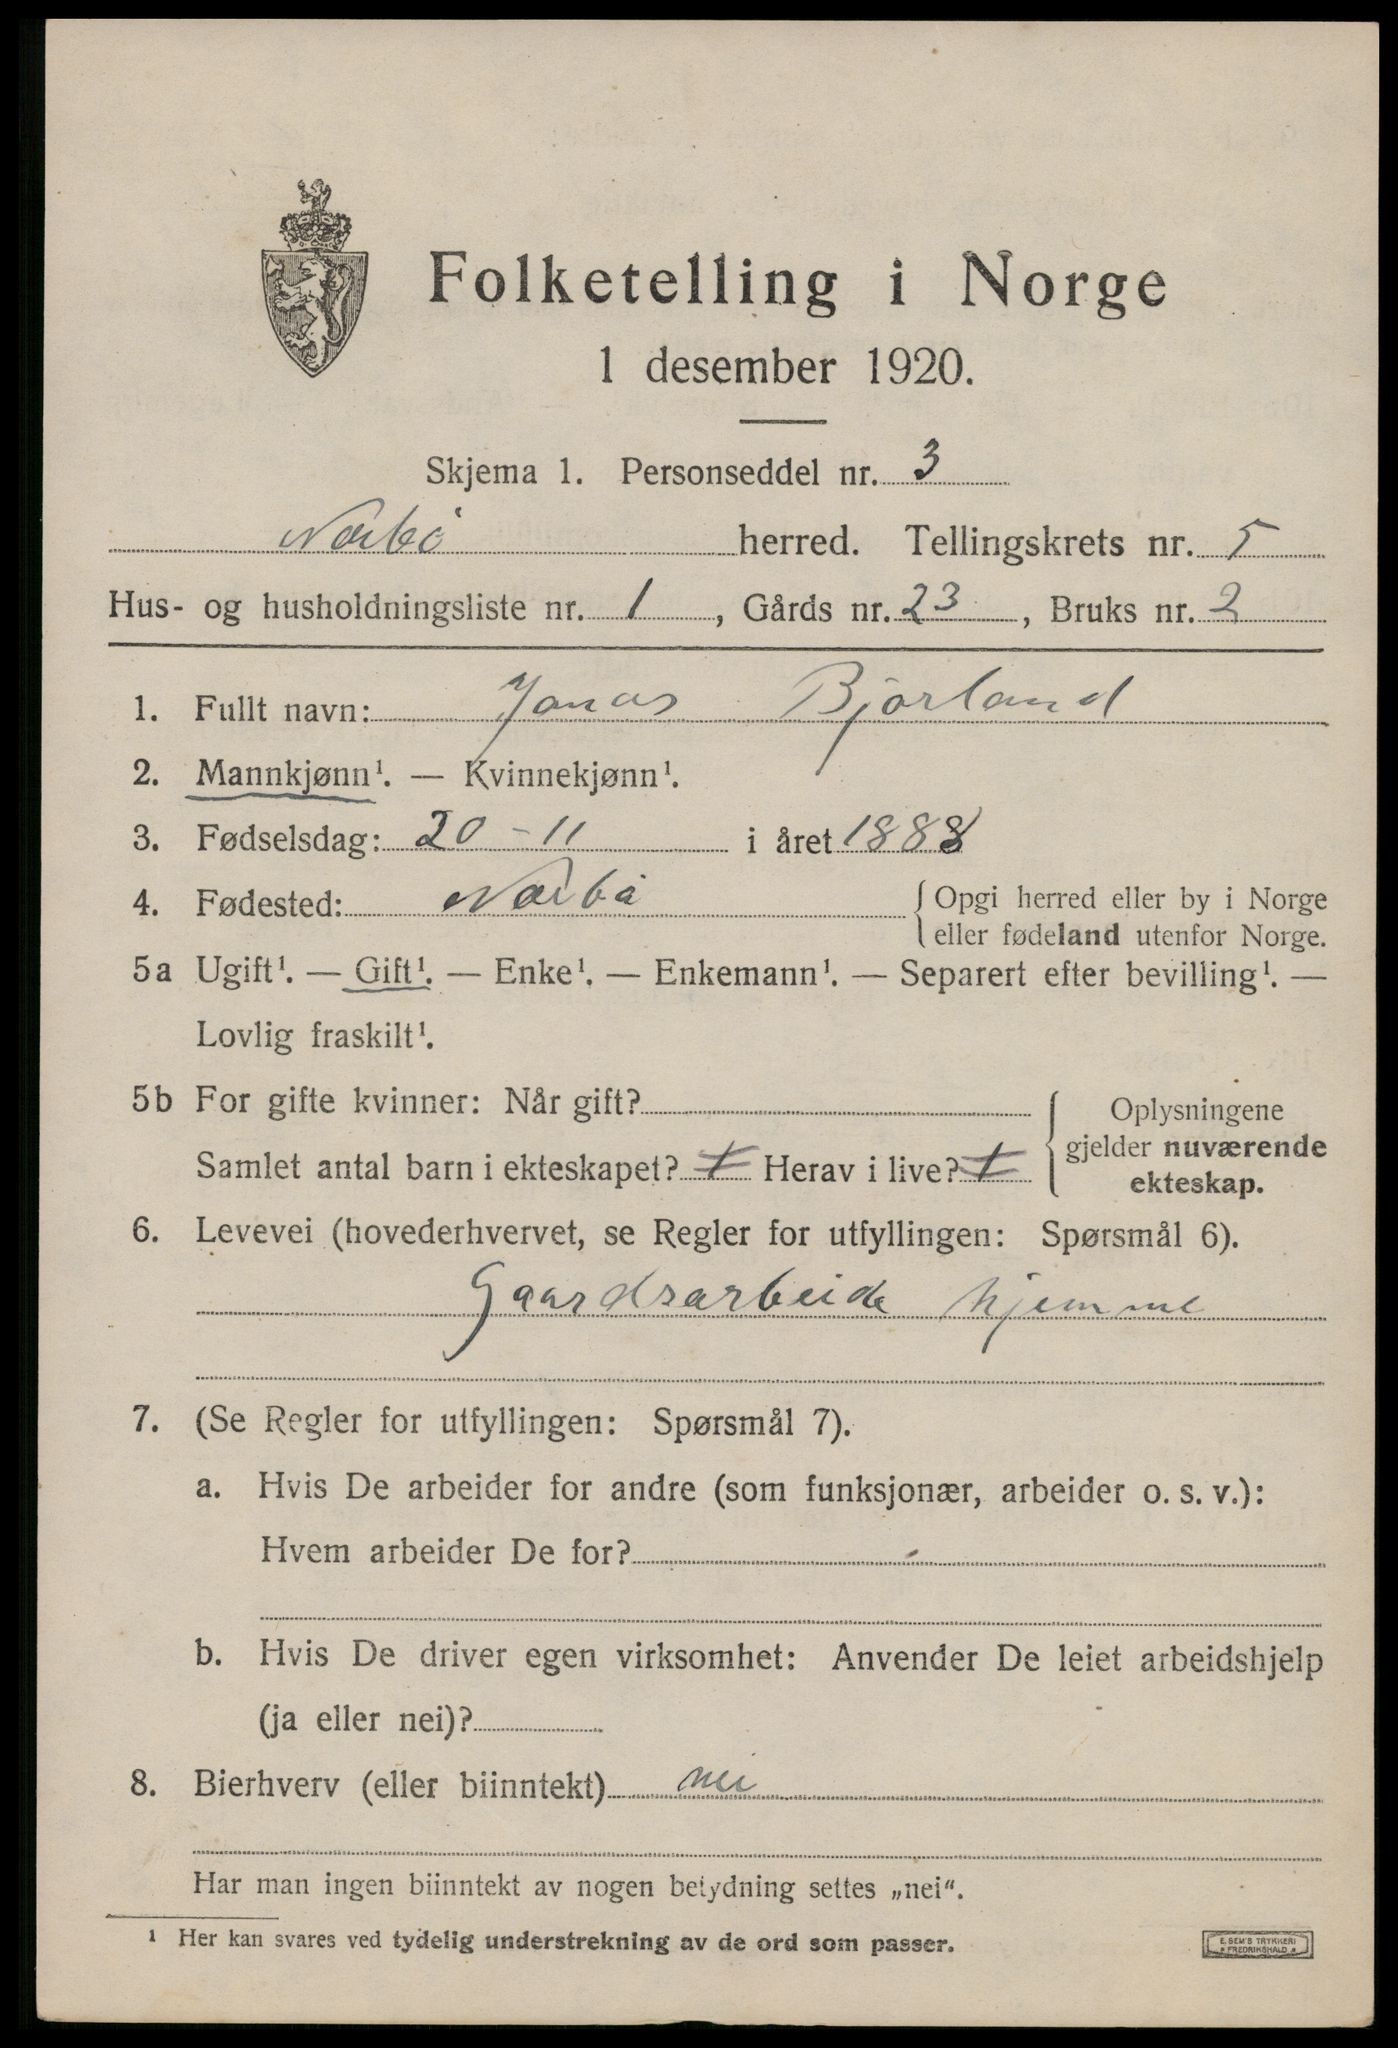 Folketelling i Norge
1 desember 1920.
Skjema 1. Personseddel nr. 3
Nærbø herred. Tellingskrets nr. 5
Hus- og husholdningsliste nr. 1, Gårds nr. 23, Bruks nr. 2
1. Fullt navn: Jonas Bjorland
2. Mannkjønn¹. — Kvinnekjønn¹.
3. Fødselsdag: 20 - 11 i året 1888
4. Fødested: Nærbø {Opgi herred eller by i Norge
eller fødeland utenfor Norge.
5a Ugift¹. — Gift¹. — Enke¹. — Enkemann¹. — Separert efter bevilling¹. —
Lovlig fraskilt¹.
5b For gifte kvinner: Når gift? {Oplysningene
gjelder nuværende
ekteskap.
Samlet antal barn i ekteskapet? Herav i live?
6. Levevei (hovederhvervet, se Regler for utfyllingen: Spørsmål 6).
Gaardsarbeide hjemme
7. (Se Regler for utfyllingen: Spørsmål 7).
a. Hvis De arbeider for andre (som funksjonær, arbeider o. s. v.):
Hvem arbeider De for?
b. Hvis De driver egen virksomhet: Anvender De leiet arbeidshjelp
(ja eller nei)?
8. Bierhverv (eller biinntekt) nei
Har man ingen biinntekt av nogen betydning settes „nei“.
¹ Her kan svares ved tydelig understrekning av de ord som passer.
E. SEM'S TRYKKERI
FREDRIKSHALD